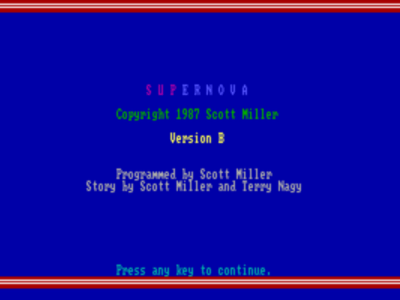 SUPERNOVA
Copyright 1987 Scott Miller
Version B
Programmed by Scott Miller
Story by Scott Miller and Terry Nagy
Press any key to continue.